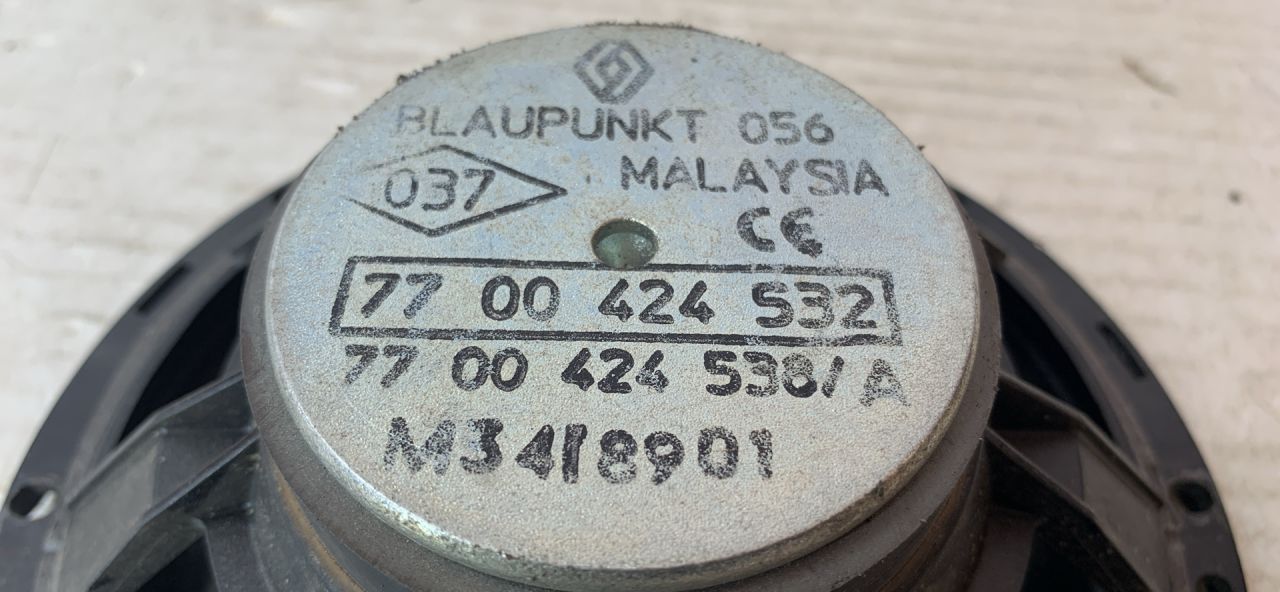 BLAUPUNKT 056
037 MALAYSIA
CE
77 00 424 532
77 00 424 538/A
M3418901